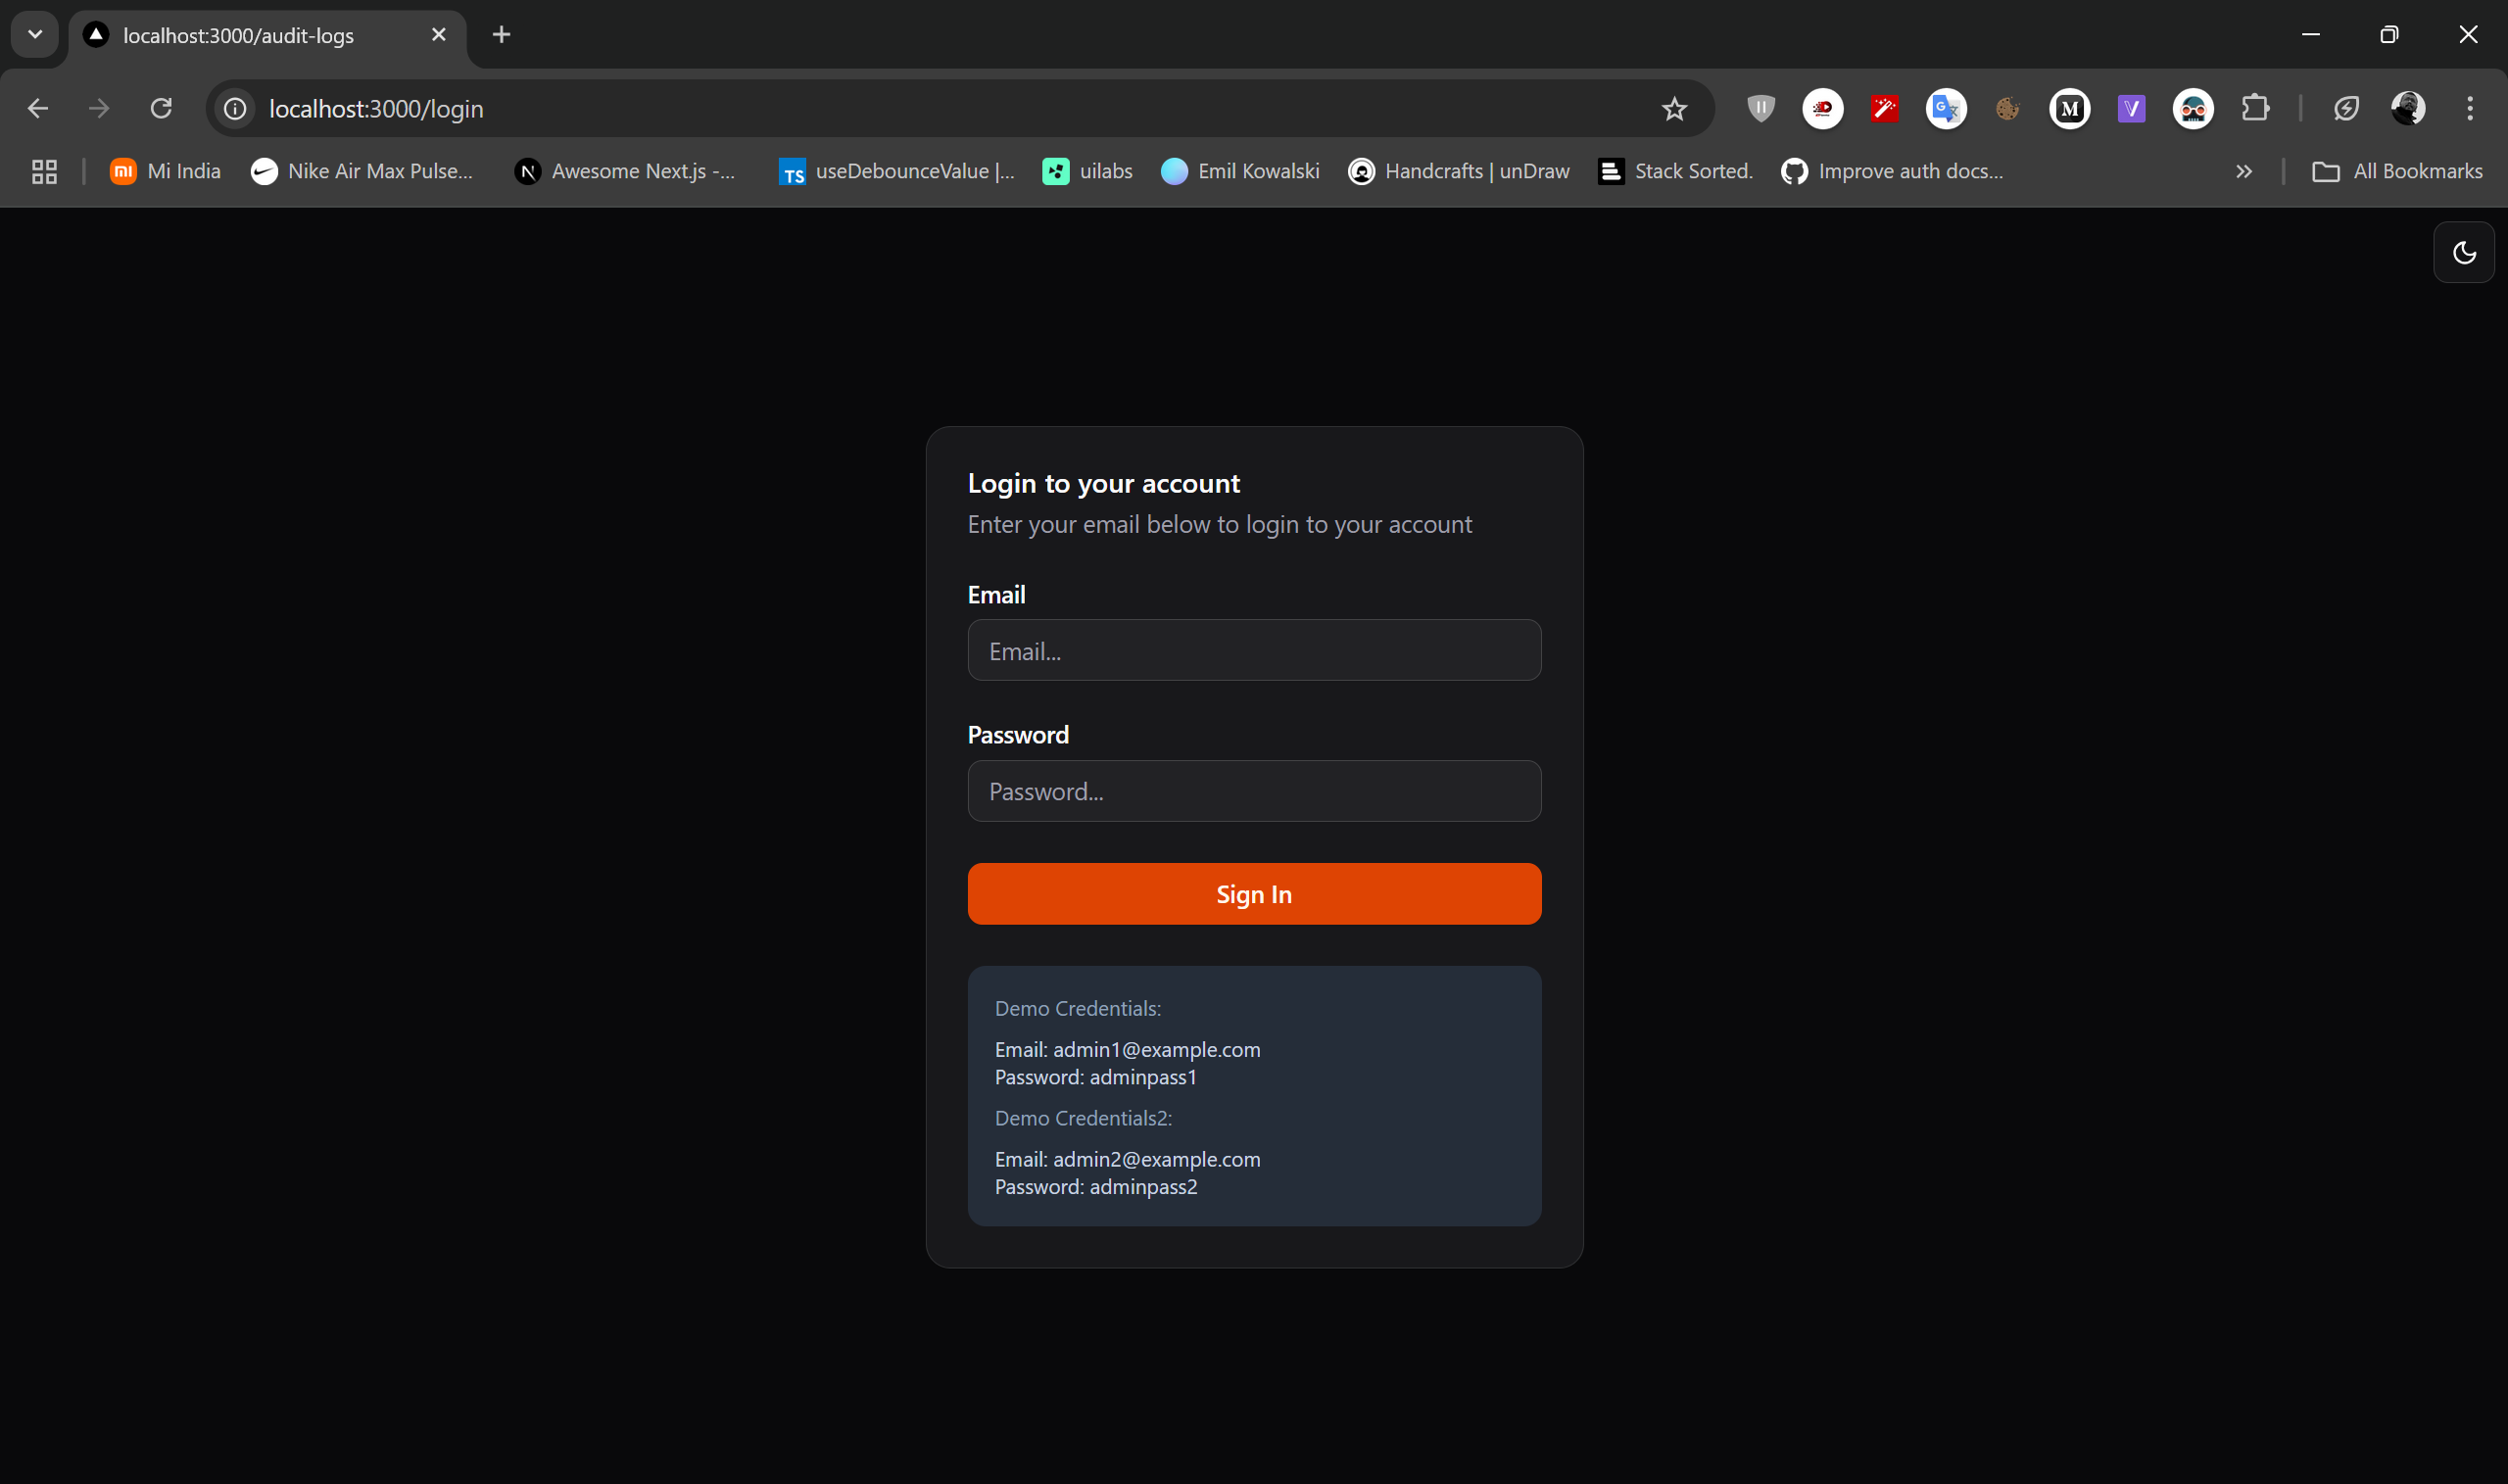 localhost:3000/audit-logs
localhost:3000/login
Mi India
Nike Air Max Pulse...
Awesome Next.js -...
TS useDebounceValue |...
uilabs
Emil Kowalski
Handcrafts | unDraw
Stack Sorted.
Improve auth docs...
All Bookmarks
Login to your account
Enter your email below to login to your account
Email
Email...
Password
Password...
Sign In
Demo Credentials:
Email: admin1@example.com
Password: adminpass1
Demo Credentials2:
Email: admin2@example.com
Password: adminpass2